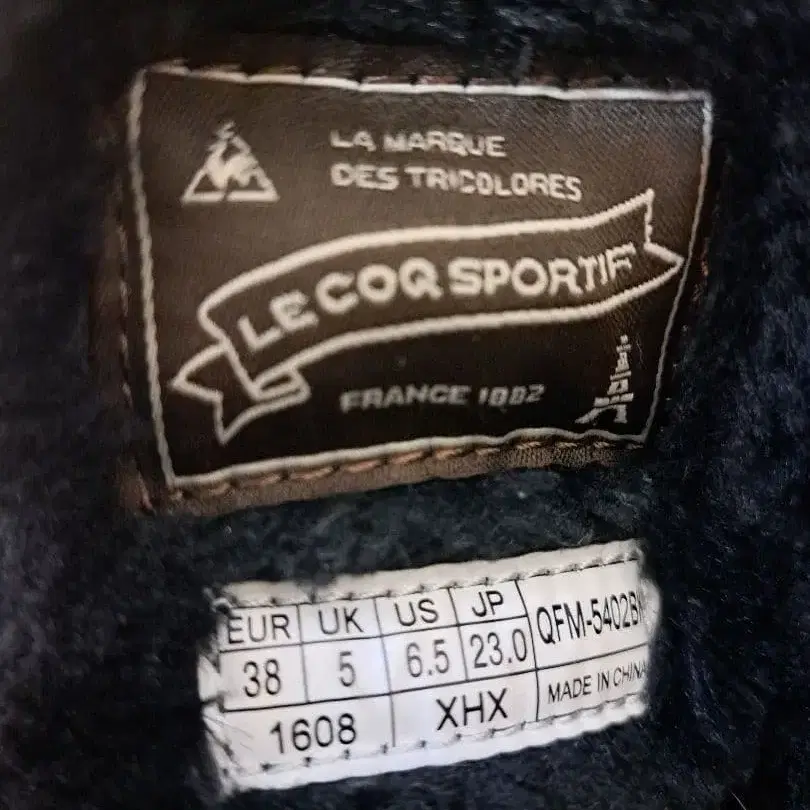 LA MARQUE
DES TRICOLORES
LE COQ SPORTIF
FRANCE 1882
EUR UK US JP QFM-5402B
38 5 6.5 23.0
1608 XHX MADE IN CHINA